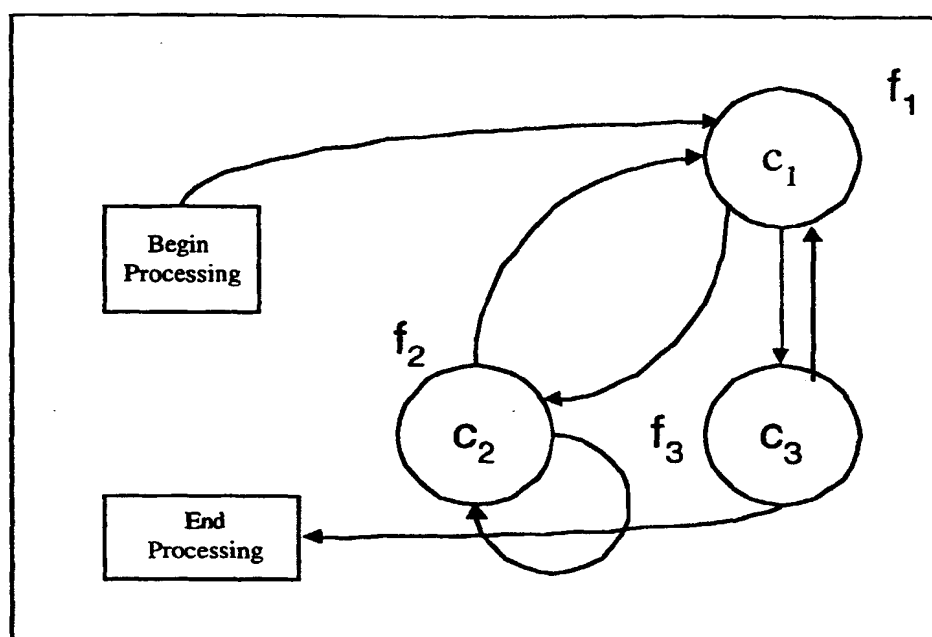 f₁
c₁
Begin
Processing
f₂
c₂
f₃
c₃
End
Processing